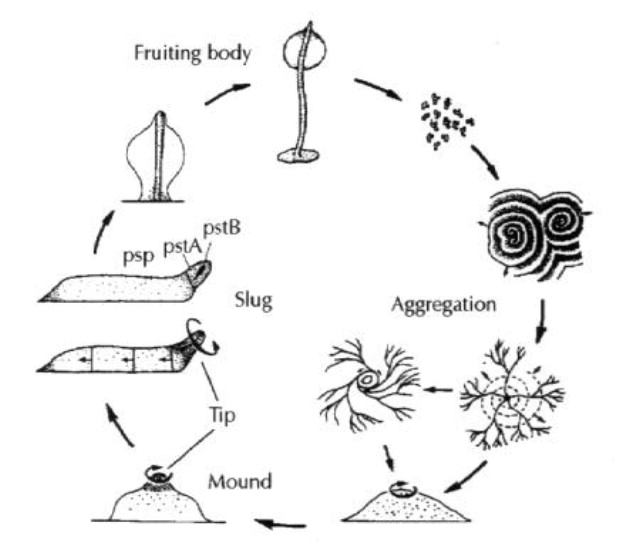 Fruiting body
pstB
pstA
psp
Slug
Aggregation
Tip
Mound